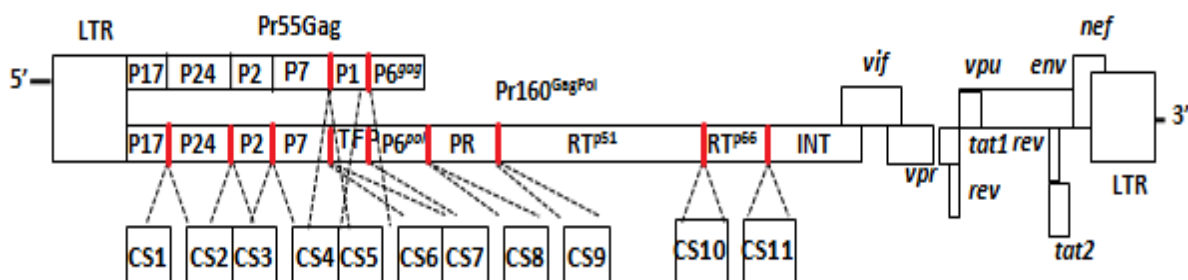 LTR Pr55Gag nef
P17 P24 P2 P7 P1 P6gag vif vpu env
5' Pr160GagPol 3'
P17 P24 P2 P7 TFP P6pol PR RTp51 RTp66 INT
vpr tat1 rev LTR
rev
tat2
CS1 CS2 CS3 CS4 CS5 CS6 CS7 CS8 CS9 CS10 CS11